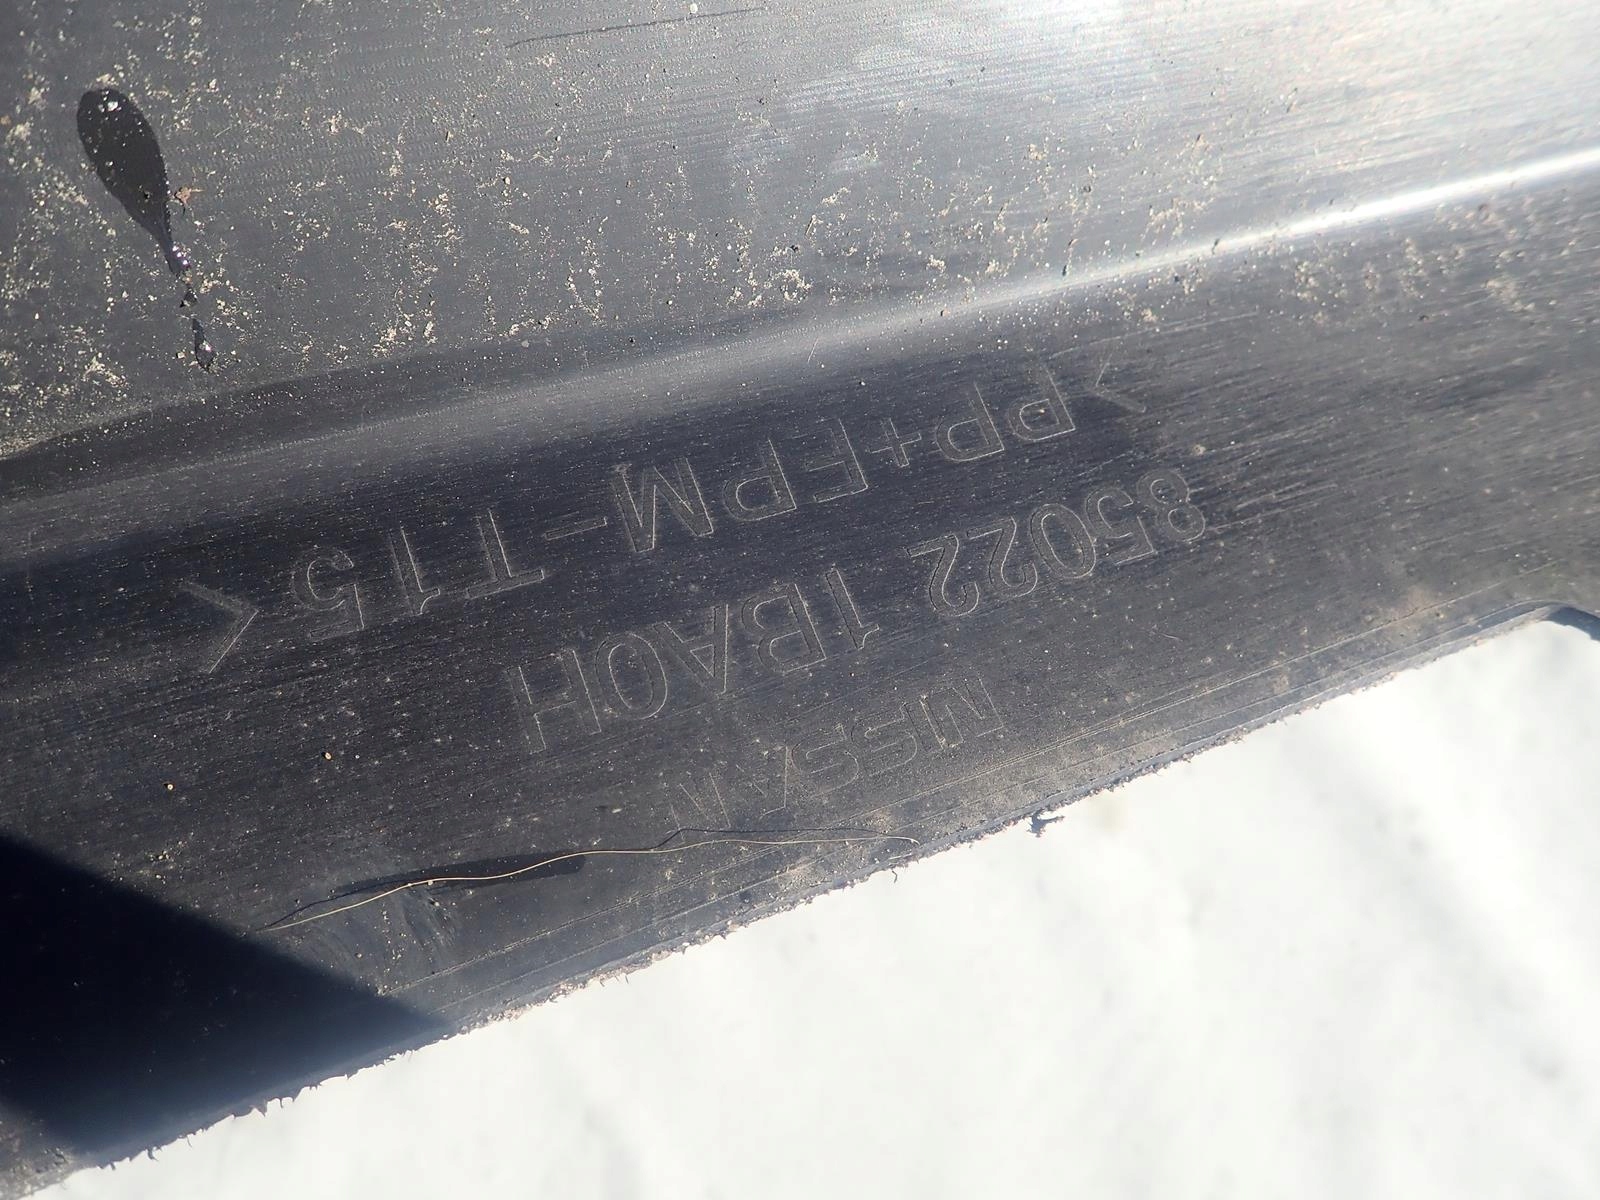 NISSAN
85022 1BA0H
>PP+EPM-T15<